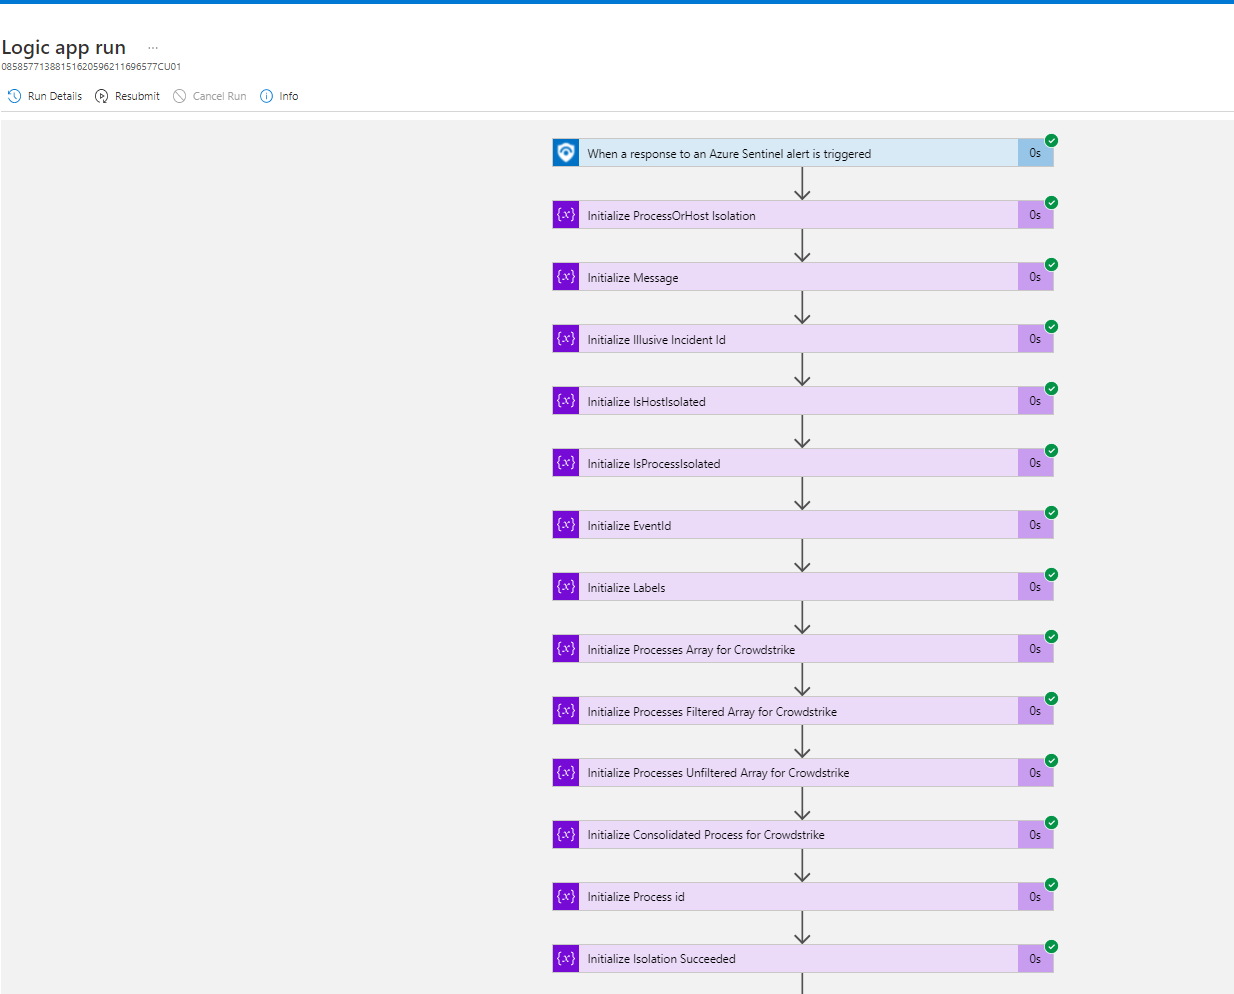 Logic app run ...
08585771388151620596211696577CU01
Run Details Resubmit Cancel Run Info
When a response to an Azure Sentinel alert is triggered 0s
{x} Initialize ProcessOrHost Isolation 0s
{x} Initialize Message 0s
{x} Initialize Illusive Incident Id 0s
{x} Initialize IsHostIsolated 0s
{x} Initialize IsProcessIsolated 0s
{x} Initialize EventId 0s
{x} Initialize Labels 0s
{x} Initialize Processes Array for Crowdstrike 0s
{x} Initialize Processes Filtered Array for Crowdstrike 0s
{x} Initialize Processes Unfiltered Array for Crowdstrike 0s
{x} Initialize Consolidated Process for Crowdstrike 0s
{x} Initialize Process id 0s
{x} Initialize Isolation Succeeded 0s